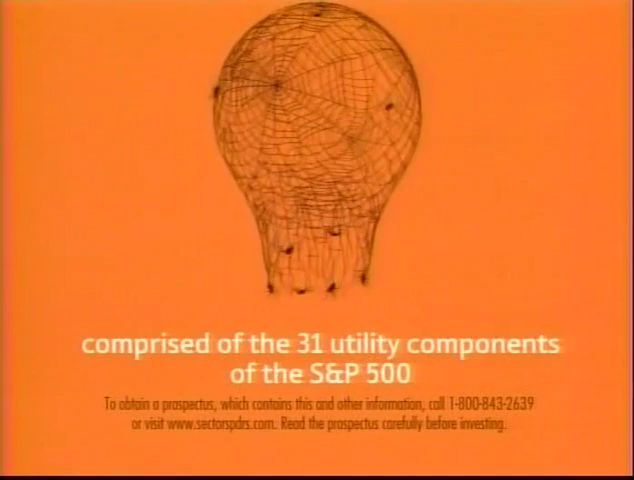 comprised of the 31 utility components
of the S&P 500
To obtain a prospectus, which contains this and other information, call 1-800-843-2639
or visit www.sectorspdrs.com. Read the prospectus carefully before investing.